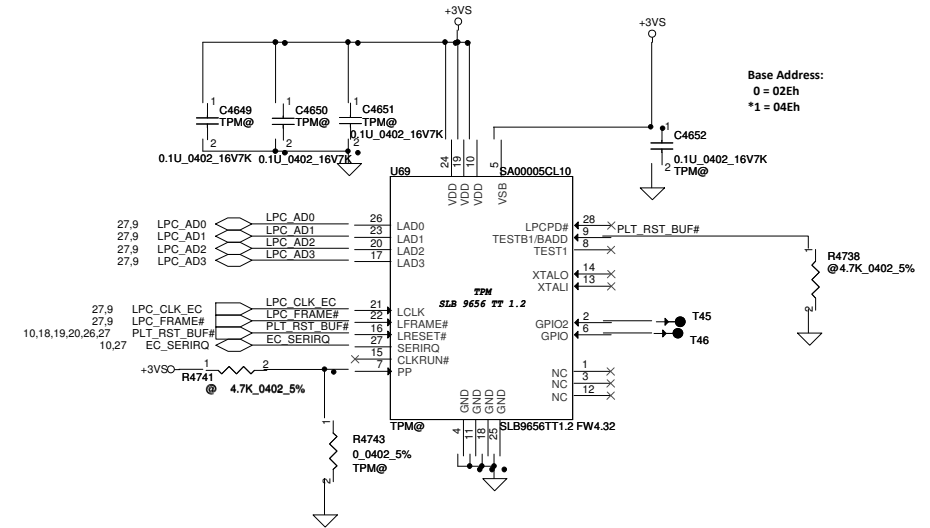 +3VS
+3VS
Base Address:
0 = 02Eh
*1 = 04Eh
1
C4649
TPM@
2
0.1U_0402_16V7K
1
C4650
TPM@
2
0.1U_0402_16V7K
1
C4651
TPM@
0.1U_0402_16V7K
2
1
C4652
0.1U_0402_16V7K
2
TPM@
U69
24
19
10
5
SA00005CL10
VDD
VDD
VDD
VSB
27,9 LPC_AD0 LPC_AD0 26 LAD0
27,9 LPC_AD1 LPC_AD1 23 LAD1
27,9 LPC_AD2 LPC_AD2 20 LAD2
27,9 LPC_AD3 LPC_AD3 17 LAD3
LPCPD# 28
TESTB1/BADD 9 PLT_RST_BUF#
TEST1 8
XTALO 14
XTALI 13
TPM
SLB 9656 TT 1.2
1
R4738
@4.7K_0402_5%
2
27,9 LPC_CLK_EC LPC_CLK_EC 21 LCLK
27,9 LPC_FRAME# LPC_FRAME# 22 LFRAME#
10,18,19,20,26,27 PLT_RST_BUF# PLT_RST_BUF# 16 LRESET#
10,27 EC_SERIRQ EC_SERIRQ 27 SERIRQ
15 CLKRUN#
7 PP
GPIO2 2 T45
GPIO 6 T46
NC 1
NC 3
NC 12
+3VS R4741 1 2
@ 4.7K_0402_5%
GND
GND
GND
GND
TPM@
4
11
18
25
SLB9656TT1.2 FW4.32
1
R4743
0_0402_5%
TPM@
2